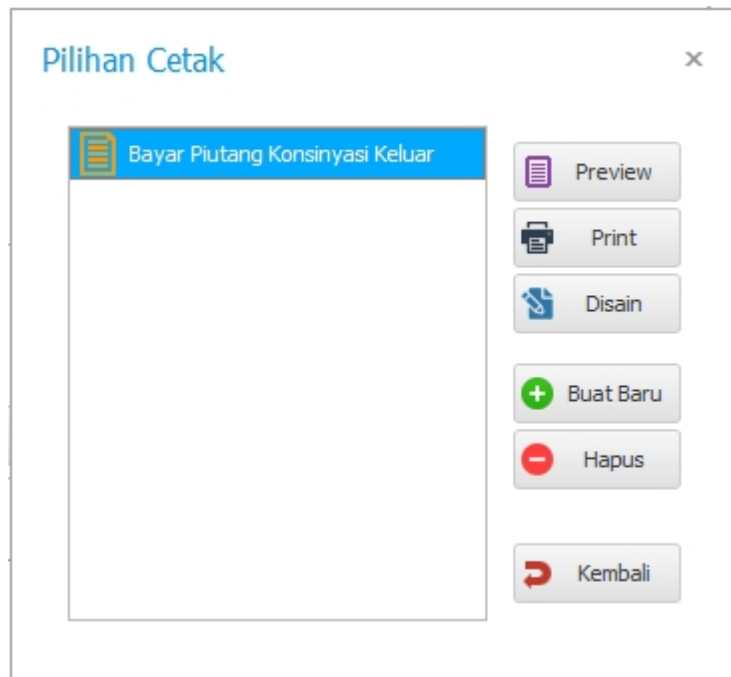 Pilihan Cetak
Bayar Piutang Konsinyasi Keluar
Preview
Print
Disain
Buat Baru
Hapus
Kembali